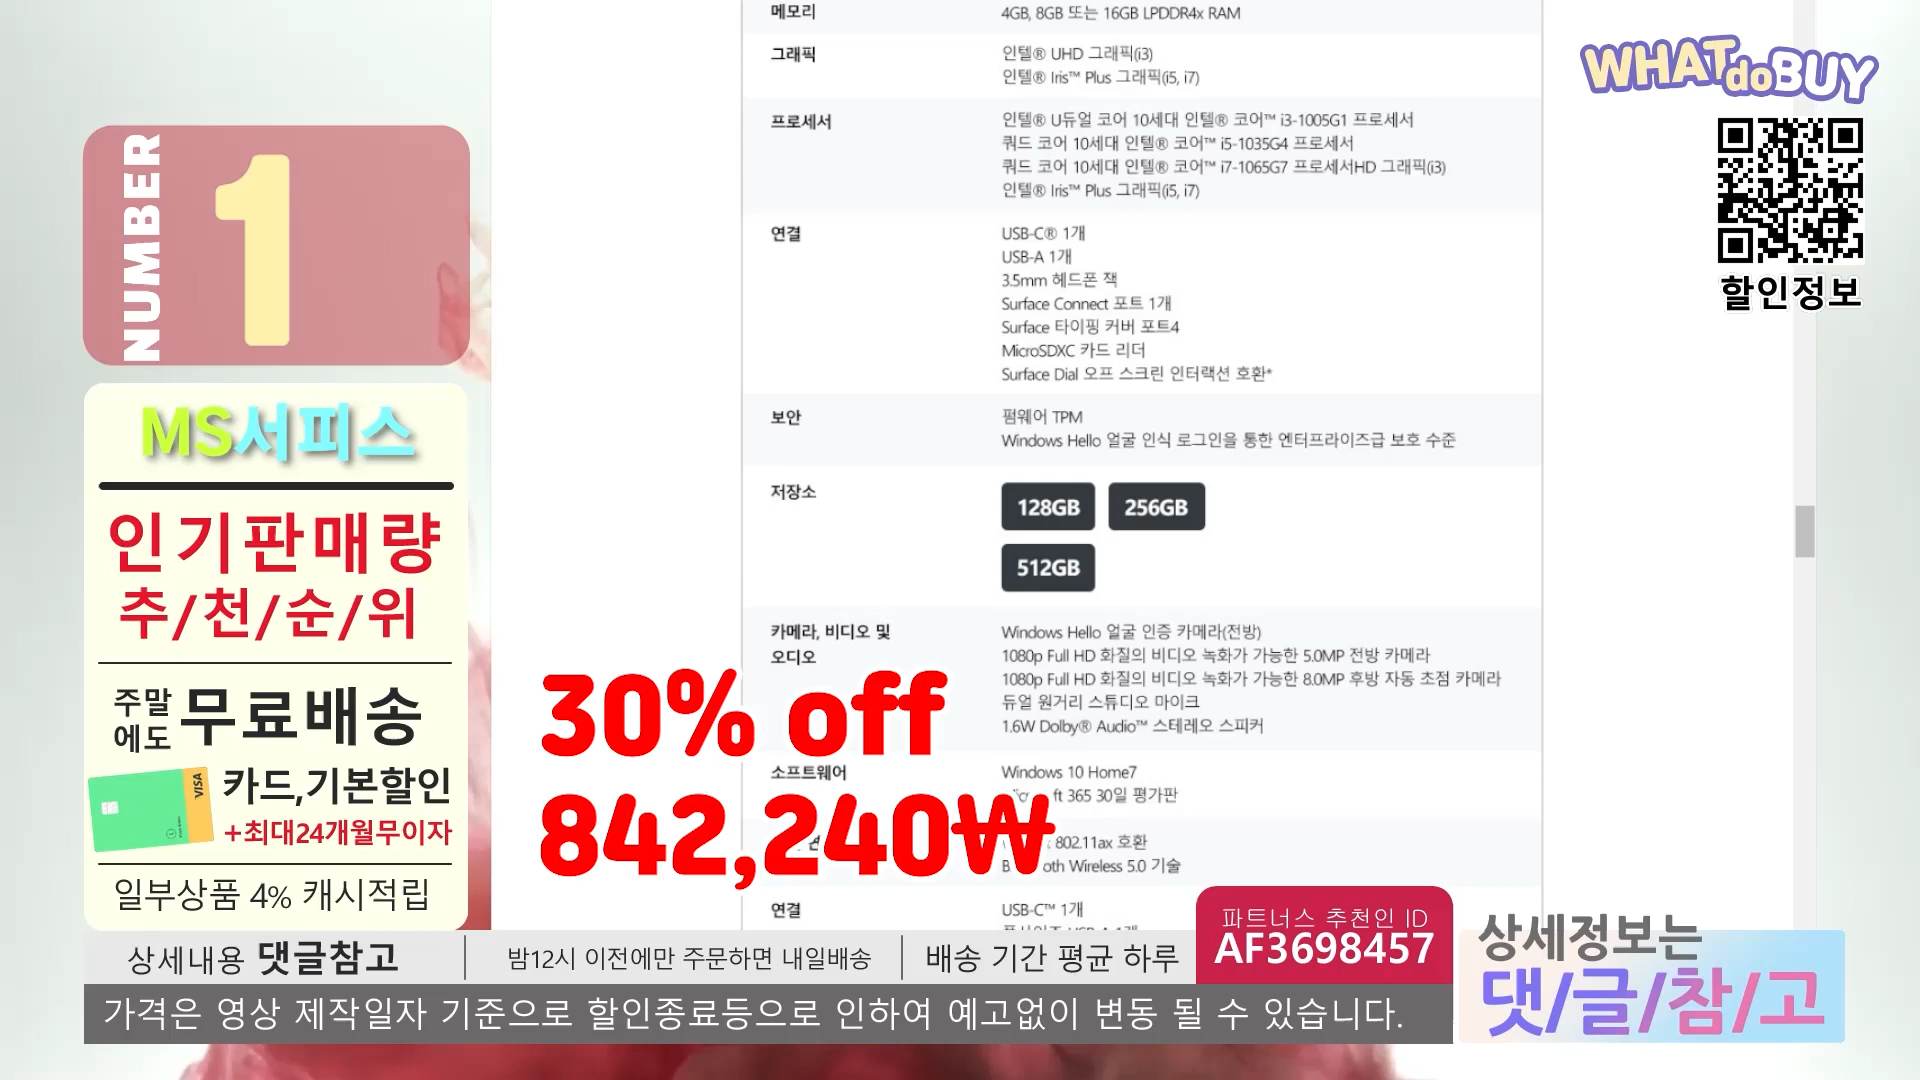 WHATdoBUY
할인정보
NUMBER
1
MS서피스
인기판매량
추/천/순/위
주말
에도
무료배송
VISA
카드,기본할인
+최대24개월무이자
일부상품 4% 캐시적립
메모리
4GB, 8GB 또는 16GB LPDDR4x RAM
그래픽
인텔® UHD 그래픽(i3)
인텔® Iris™ Plus 그래픽(i5, i7)
프로세서
인텔® U듀얼 코어 10세대 인텔® 코어™ i3-1005G1 프로세서
쿼드 코어 10세대 인텔® 코어™ i5-1035G4 프로세서
쿼드 코어 10세대 인텔® 코어™ i7-1065G7 프로세서HD 그래픽(i3)
인텔® Iris™ Plus 그래픽(i5, i7)
연결
USB-C® 1개
USB-A 1개
3.5mm 헤드폰 잭
Surface Connect 포트 1개
Surface 타이핑 커버 포트4
MicroSDXC 카드 리더
Surface Dial 오프 스크린 인터랙션 호환*
보안
펌웨어 TPM
Windows Hello 얼굴 인식 로그인을 통한 엔터프라이즈급 보호 수준
저장소
128GB 256GB
512GB
카메라, 비디오 및
오디오
Windows Hello 얼굴 인증 카메라(전방)
1080p Full HD 화질의 비디오 녹화가 가능한 5.0MP 전방 카메라
1080p Full HD 화질의 비디오 녹화가 가능한 8.0MP 후방 자동 초점 카메라
듀얼 원거리 스튜디오 마이크
1.6W Dolby® Audio™ 스테레오 스피커
소프트웨어
Windows 10 Home7
365 30일 평가판
802.11ax 호환
Wireless 5.0 기술
연결
USB-C™ 1개
30% off
842,240₩
상세내용 댓글참고
밤12시 이전에만 주문하면 내일배송
배송 기간 평균 하루
파트너스 추천인 ID
AF3698457
상세정보는
댓/글/참/고
가격은 영상 제작일자 기준으로 할인종료등으로 인하여 예고없이 변동 될 수 있습니다.